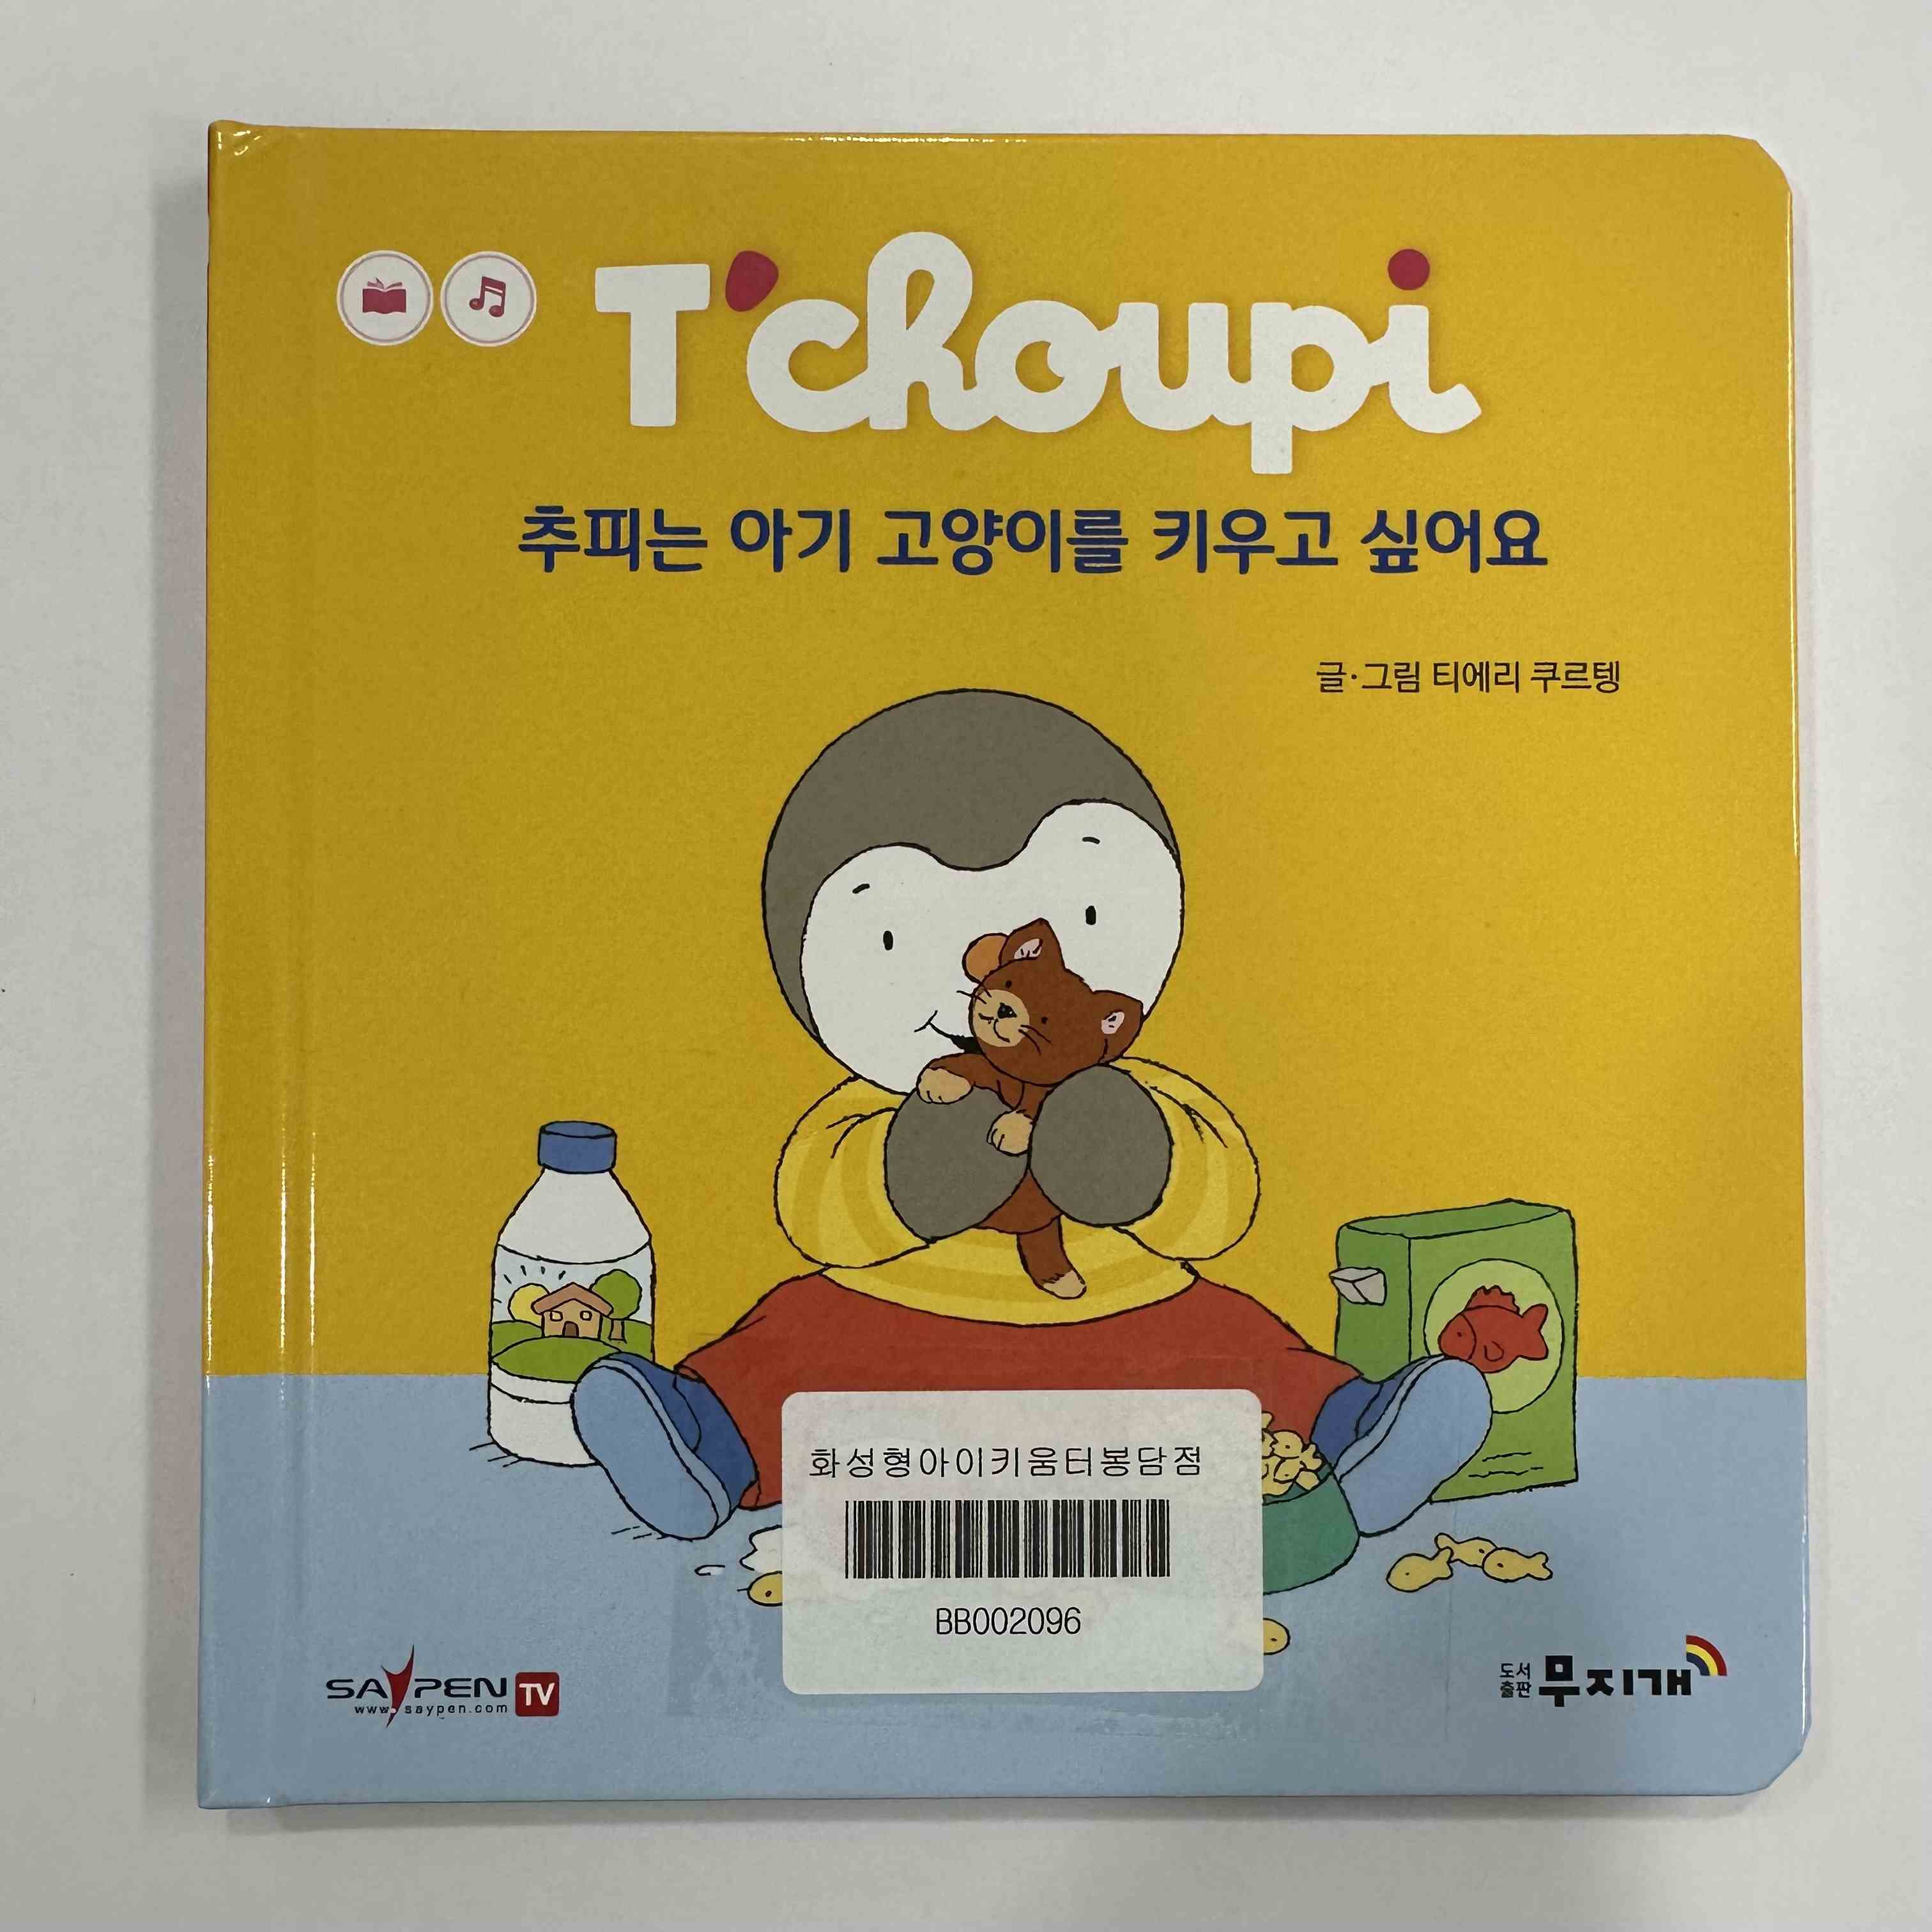 T'choupi
추피는 아기 고양이를 키우고 싶어요
글·그림 티에리 쿠르텡
화성형아이키움터봉담점
BB002096
SAYPEN TV
www.saypen.com
도서출판 무지개